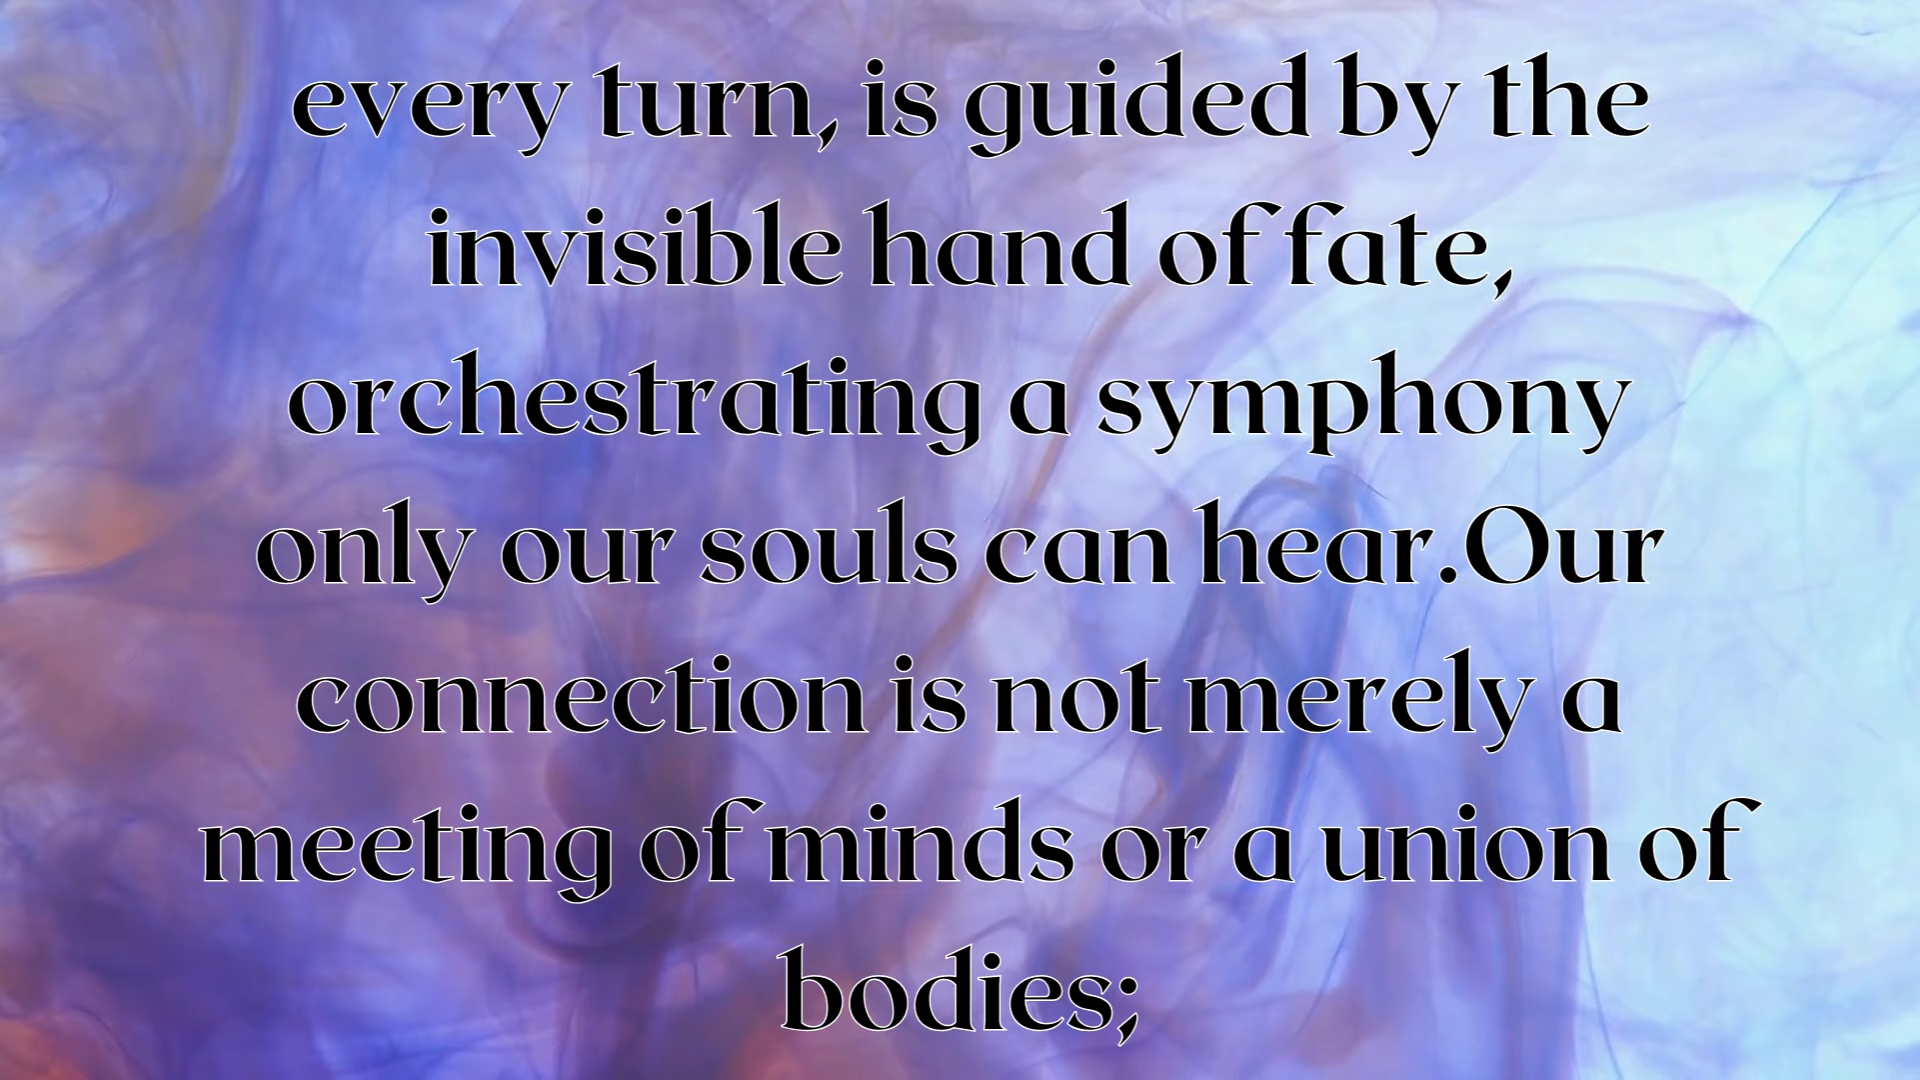 every turn, is guided by the
invisible hand of fate,
orchestrating a symphony
only our souls can hear.Our
connection is not merely a
meeting of minds or a union of
bodies;